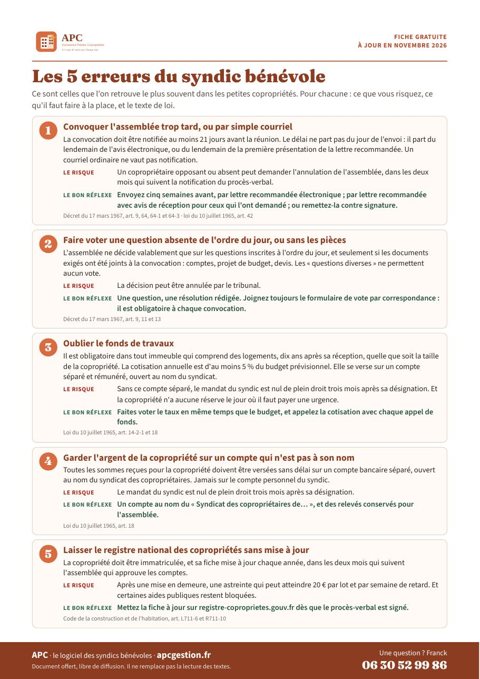 APC
FICHE GRATUITE
À JOUR EN NOVEMBRE 2026
Les 5 erreurs du syndic bénévole
Ce sont celles que l'on retrouve le plus souvent dans les petites copropriétés. Pour chacune : ce que vous risquez, ce
qu'il faut faire à la place, et le texte de loi.
1
Convoquer l'assemblée trop tard, ou par simple courriel
La convocation doit être notifiée au moins 21 jours avant la réunion. Le délai ne part pas du jour de l'envoi : il part du
lendemain de l'avis électronique, ou du lendemain de la première présentation de la lettre recommandée. Un
courriel ordinaire ne vaut pas notification.
LE RISQUE Un copropriétaire opposant ou absent peut demander l'annulation de l'assemblée, dans les deux
mois qui suivent la notification du procès-verbal.
LE BON RÉFLEXE Envoyez cinq semaines avant, par lettre recommandée électronique ; par lettre recommandée
avec avis de réception pour ceux qui l'ont demandé ; ou remettez-la contre signature.
Décret du 17 mars 1967, art. 9, 64, 64-1 et 64-3 · loi du 10 juillet 1965, art. 42
2
Faire voter une question absente de l'ordre du jour, ou sans les pièces
L'assemblée ne décide valablement que sur les questions inscrites à l'ordre du jour, et seulement si les documents
exigés ont été joints à la convocation : comptes, projet de budget, devis. Les « questions diverses » ne permettent
aucun vote.
LE RISQUE La décision peut être annulée par le tribunal.
LE BON RÉFLEXE Une question, une résolution rédigée. Joignez toujours le formulaire de vote par correspondance :
il est obligatoire à chaque convocation.
Décret du 17 mars 1967, art. 9, 11 et 13
3
Oublier le fonds de travaux
Il est obligatoire dans tout immeuble qui comprend des logements, dix ans après sa réception, quelle que soit la taille
de la copropriété. La cotisation annuelle est d'au moins 5 % du budget prévisionnel. Elle se verse sur un compte
séparé et rémunéré, ouvert au nom du syndicat.
LE RISQUE Sans ce compte séparé, le mandat du syndic est nul de plein droit trois mois après sa désignation. Et
la copropriété n'a aucune réserve le jour où il faut payer une urgence.
LE BON RÉFLEXE Faites voter le taux en même temps que le budget, et appelez la cotisation avec chaque appel de
fonds.
Loi du 10 juillet 1965, art. 14-2-1 et 18
4
Garder l'argent de la copropriété sur un compte qui n'est pas à son nom
Toutes les sommes reçues pour la copropriété doivent être versées sans délai sur un compte bancaire séparé, ouvert
au nom du syndicat des copropriétaires. Jamais sur le compte personnel du syndic.
LE RISQUE Le mandat du syndic est nul de plein droit trois mois après sa désignation.
LE BON RÉFLEXE Un compte au nom du « Syndicat des copropriétaires de… », et des relevés conservés pour
l'assemblée.
Loi du 10 juillet 1965, art. 18
5
Laisser le registre national des copropriétés sans mise à jour
La copropriété doit être immatriculée, et sa fiche mise à jour chaque année, dans les deux mois qui suivent
l'assemblée qui approuve les comptes.
LE RISQUE Après une mise en demeure, une astreinte qui peut atteindre 20 € par lot et par semaine de retard. Et
certaines aides publiques restent bloquées.
LE BON RÉFLEXE Mettez la fiche à jour sur registre-coproprietes.gouv.fr dès que le procès-verbal est signé.
Code de la construction et de l'habitation, art. L711-6 et R711-10
APC · le logiciel des syndics bénévoles · apcgestion.fr
Document offert, libre de diffusion. Il ne remplace pas la lecture des textes.
Une question ? Franck
06 30 52 99 86